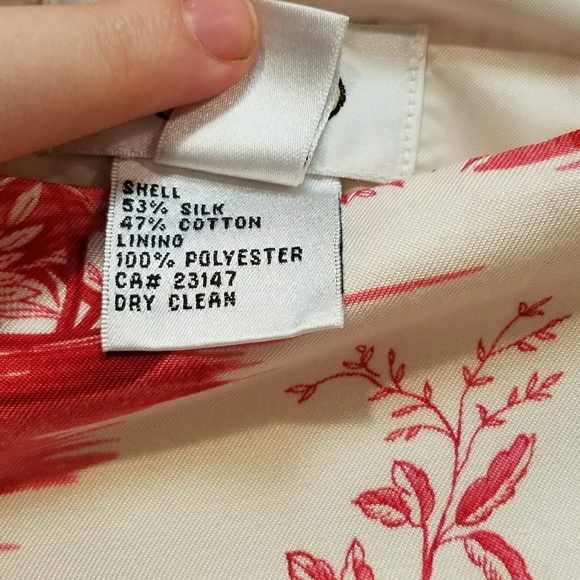 SHELL
53% SILK
47% COTTON
LINING
100% POLYESTER
CA# 23147
DRY CLEAN